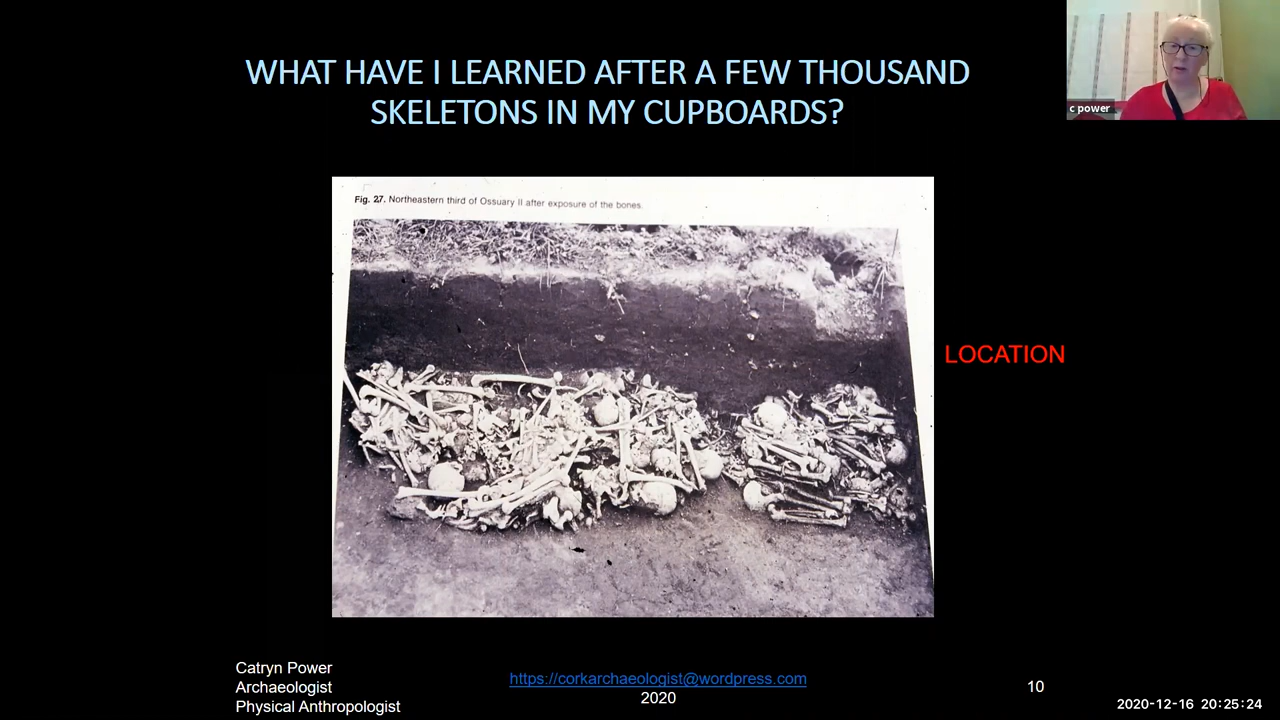 WHAT HAVE I LEARNED AFTER A FEW THOUSAND
SKELETONS IN MY CUPBOARDS?
c power
Fig. 27. Northeastern third of Ossuary II after exposure of the bones.
LOCATION
Catryn Power
Archaeologist
Physical Anthropologist
https://corkarchaeologist@wordpress.com
2020
10
2020-12-16 20:25:24